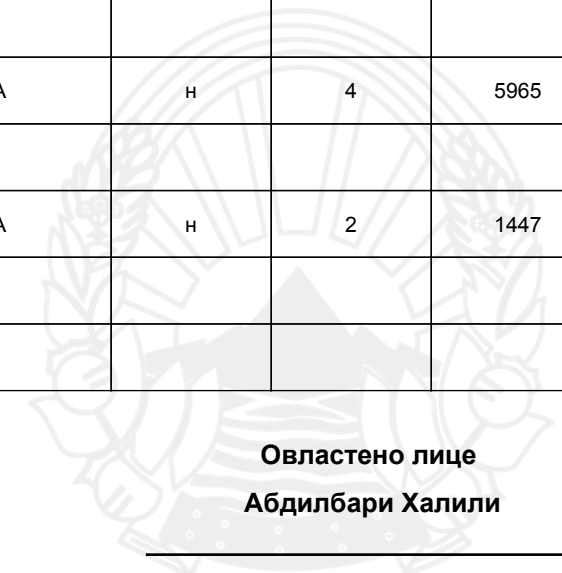 А н 4 5965
А н 2 1447
Овластено лице
Абдилбари Халили